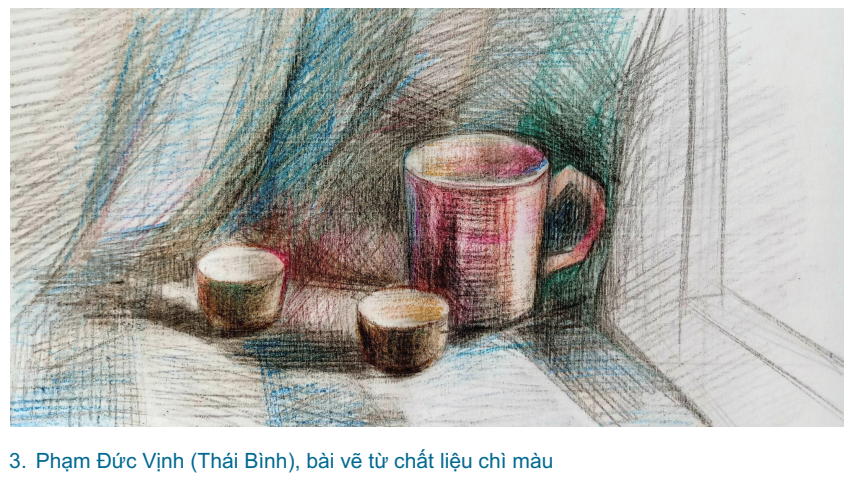 3. Phạm Đức Vịnh (Thái Bình), bài vẽ từ chất liệu chì màu